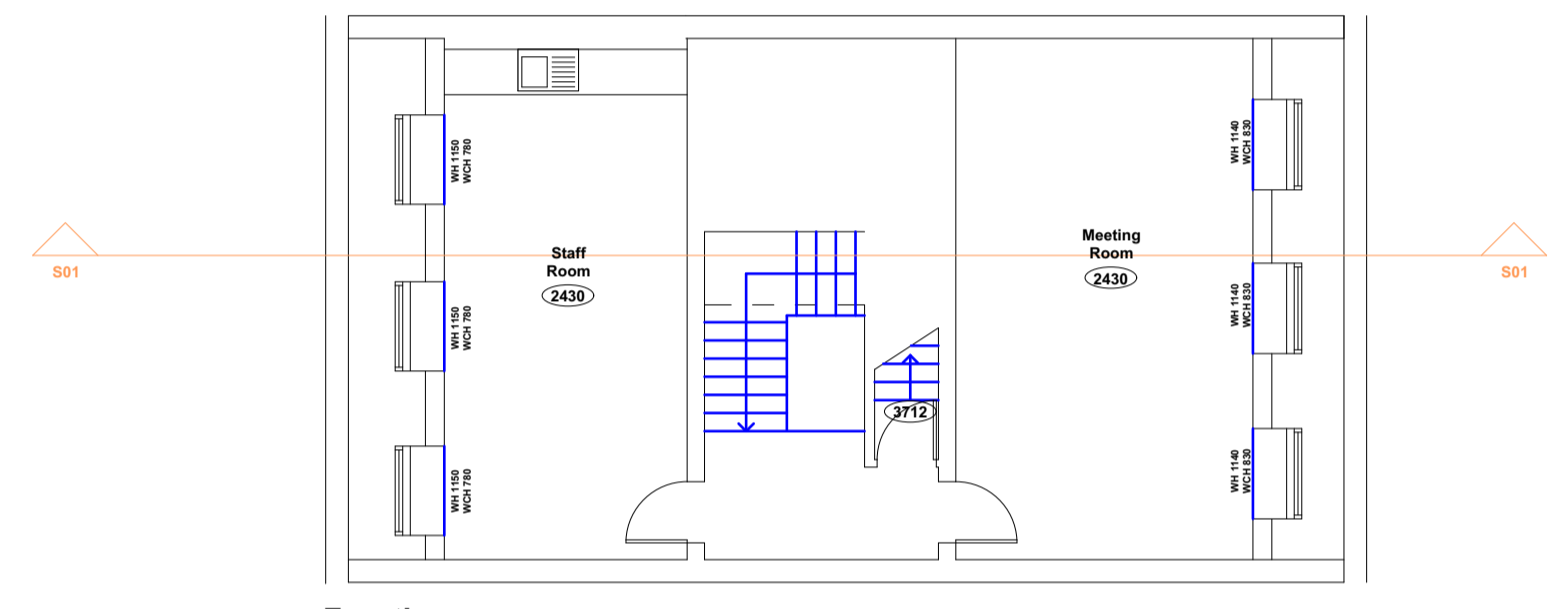 WH 1150
WCH 780
WH 1140
WCH 830
S01
Staff
Room
2430
Meeting
Room
2430
S01
WH 1150
WCH 780
WH 1140
WCH 830
3712
WH 1150
WCH 780
WH 1140
WCH 830